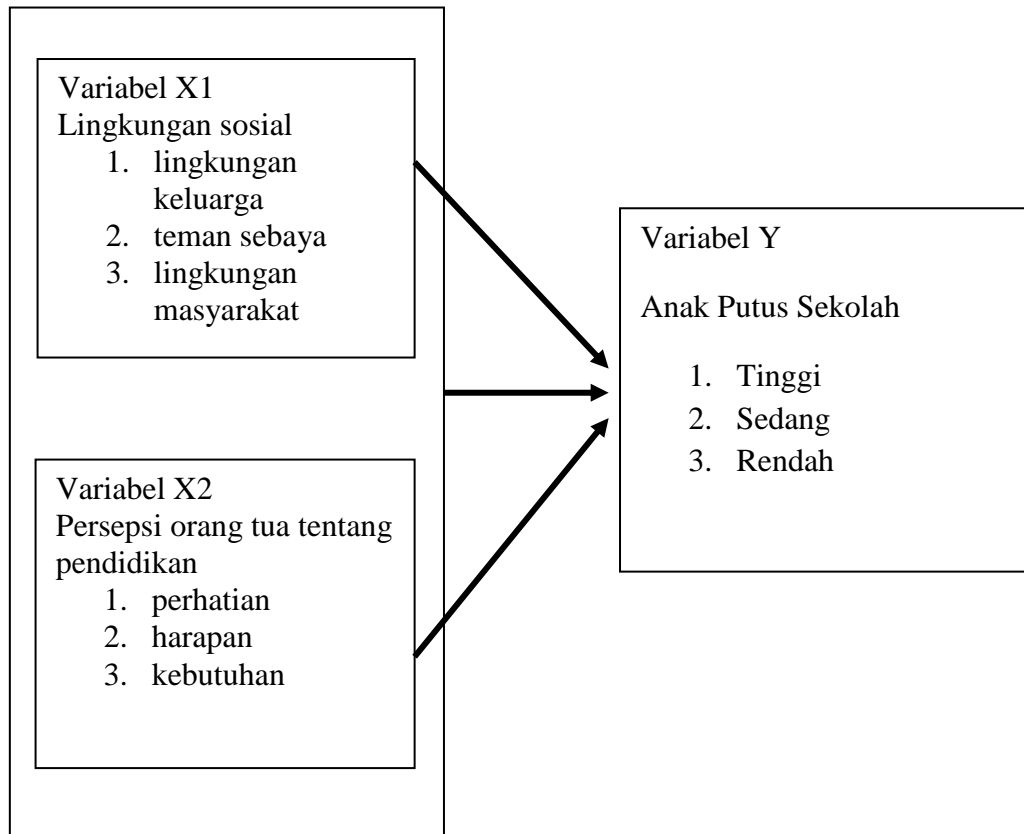 Variabel X1
Lingkungan sosial
1. lingkungan
keluarga
2. teman sebaya
3. lingkungan
masyarakat
Variabel X2
Persepsi orang tua tentang
pendidikan
1. perhatian
2. harapan
3. kebutuhan
Variabel Y
Anak Putus Sekolah
1. Tinggi
2. Sedang
3. Rendah